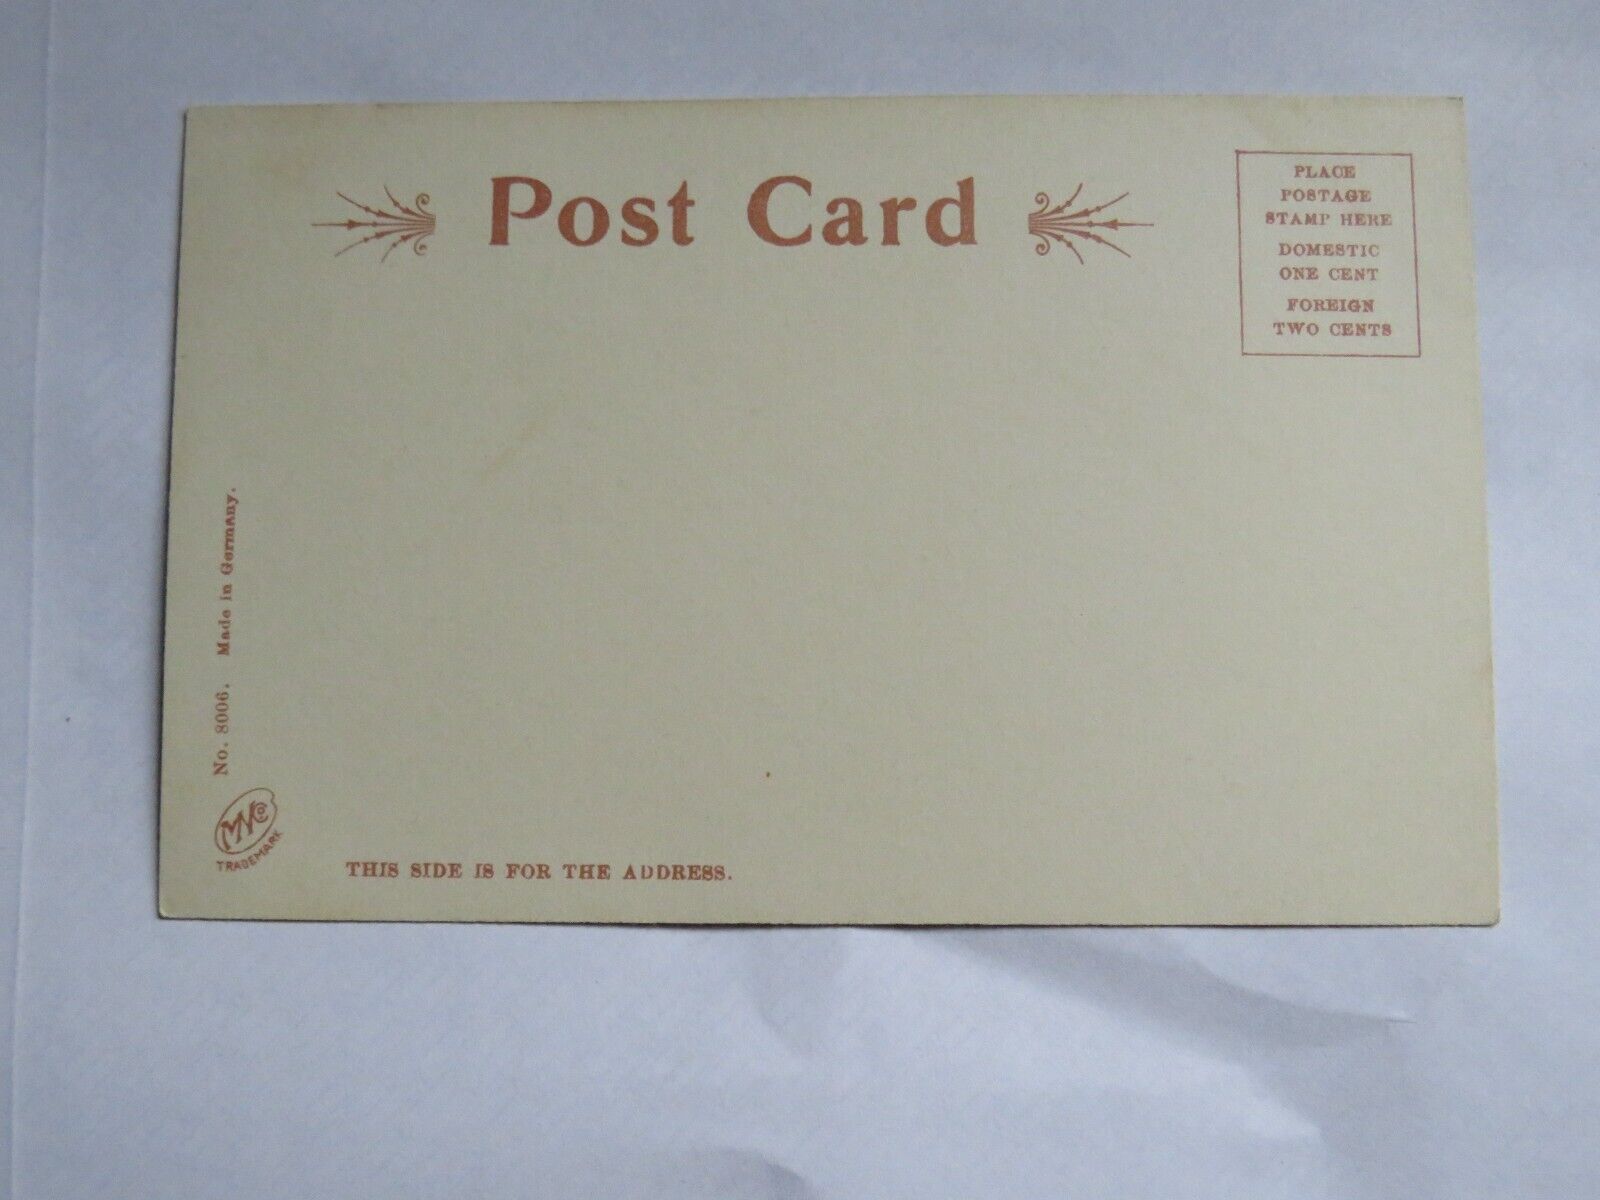 Post Card
PLACE
POSTAGE
STAMP HERE
DOMESTIC
ONE CENT
FOREIGN
TWO CENTS
No. 8006. Made in Germany.
MMCo
TRADEMARK
THIS SIDE IS FOR THE ADDRESS.